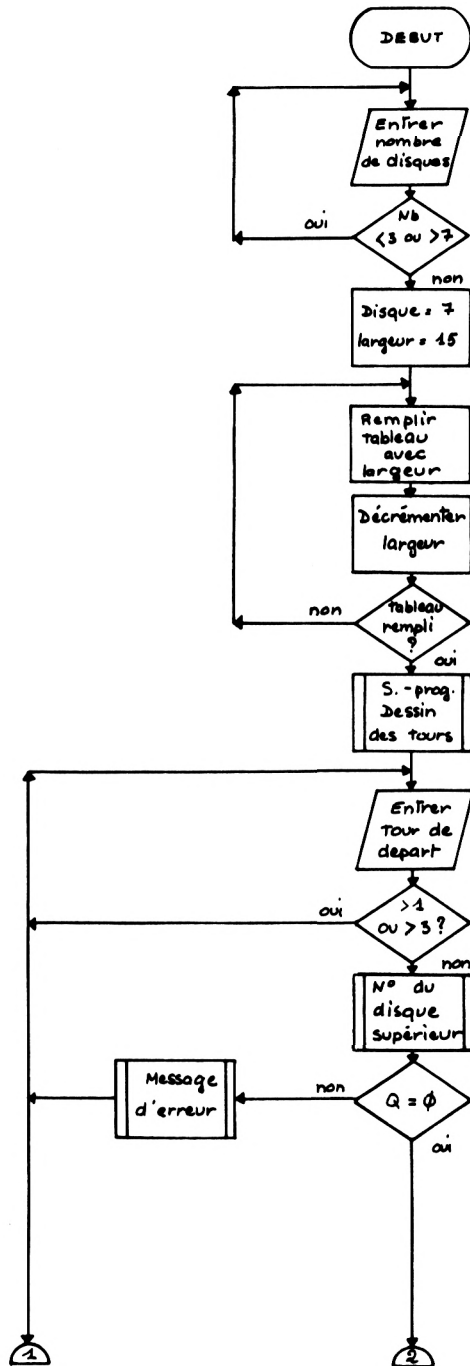 DEBUT
Entrer
nombre
de disques
Nb
<3 ou >7
oui
non
Disque = 7
largeur = 15
Remplir
tableau
avec
largeur
Décrémenter
largeur
tableau
rempli
?
non
oui
S.-prog.
Dessin
des tours
Entrer
Tour de
depart
>1
ou >3 ?
oui
non
N° du
disque
supérieur
Q = Ø
non
Message
d'erreur
oui
1
2